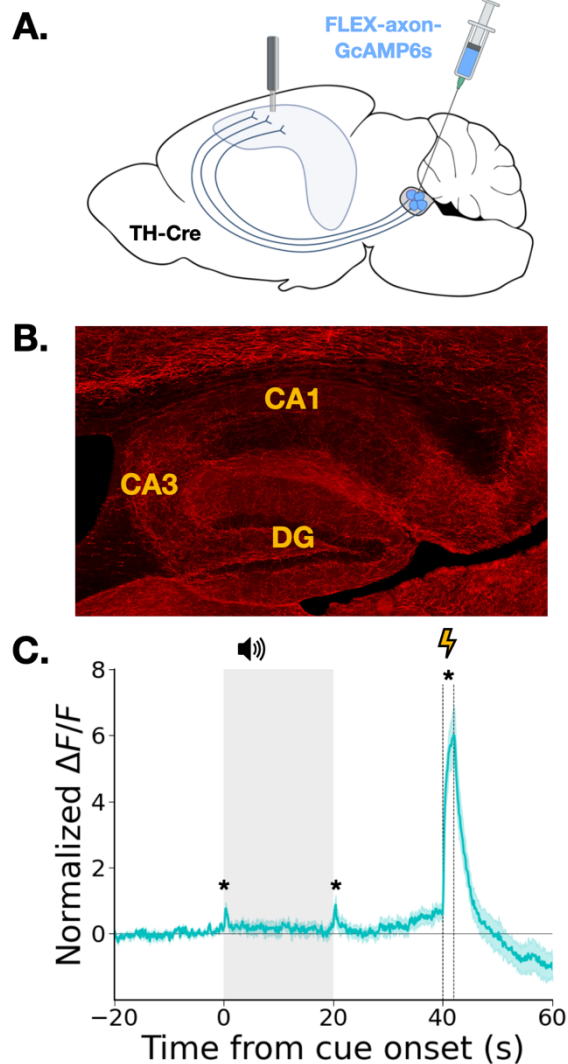 A.
FLEX-axon-
GcAMP6s
TH-Cre
B.
CA1
CA3
DG
C.
* * *
8
6
4
2
0
Normalized ΔF/F
−20 0 20 40 60
Time from cue onset (s)